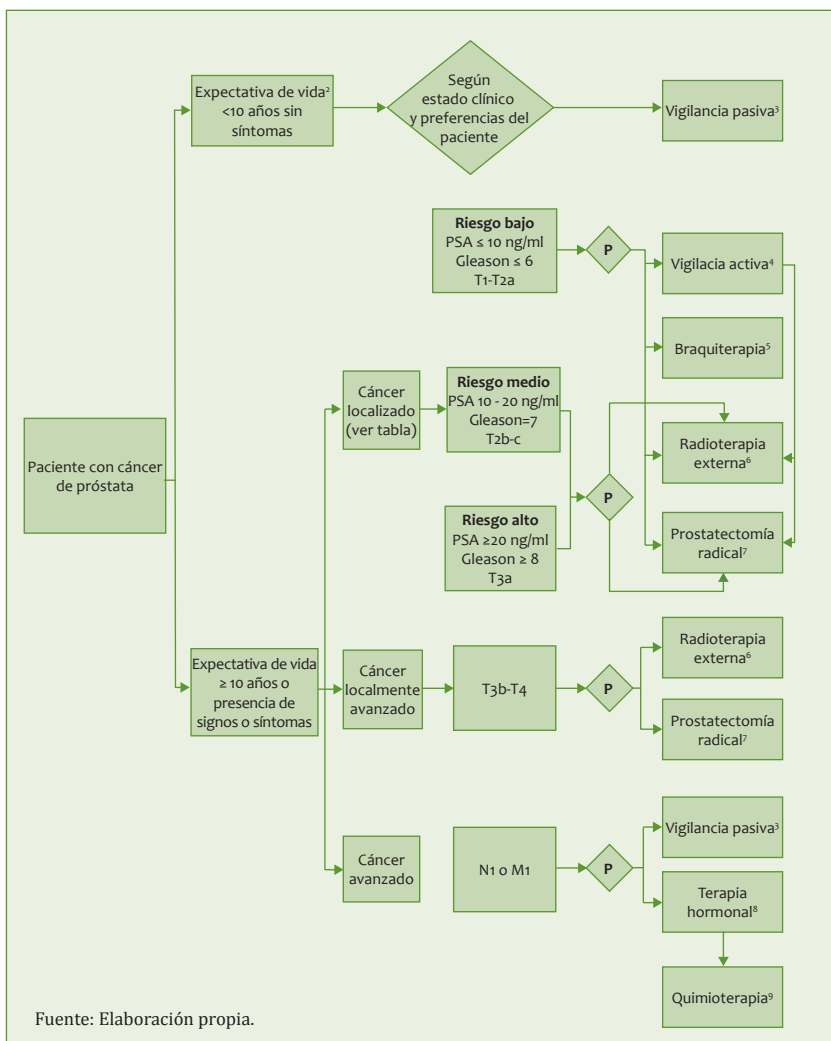 Expectativa de vida²
<10 años sin
síntomas
Según
estado clínico
y preferencias del
paciente
Vigilancia pasiva³
Riesgo bajo
PSA ≤ 10 ng/ml
Gleason ≤ 6
T1-T2a
P
Vigilacia activa⁴
Braquiterapia⁵
Cáncer
localizado
(ver tabla)
Riesgo medio
PSA 10 - 20 ng/ml
Gleason=7
T2b-c
Radioterapia
externa⁶
Paciente con cáncer
de próstata
P
Riesgo alto
PSA ≥20 ng/ml
Gleason ≥ 8
T3a
Prostatectomía
radical⁷
Expectativa de vida
≥ 10 años o
presencia de
signos o síntomas
Cáncer
localmente
avanzado
T3b-T4
P
Radioterapia
externa⁶
Prostatectomía
radical⁷
Cáncer
avanzado
N1 o M1
P
Vigilancia pasiva³
Terapia
hormonal⁸
Quimioterapia⁹
Fuente: Elaboración propia.